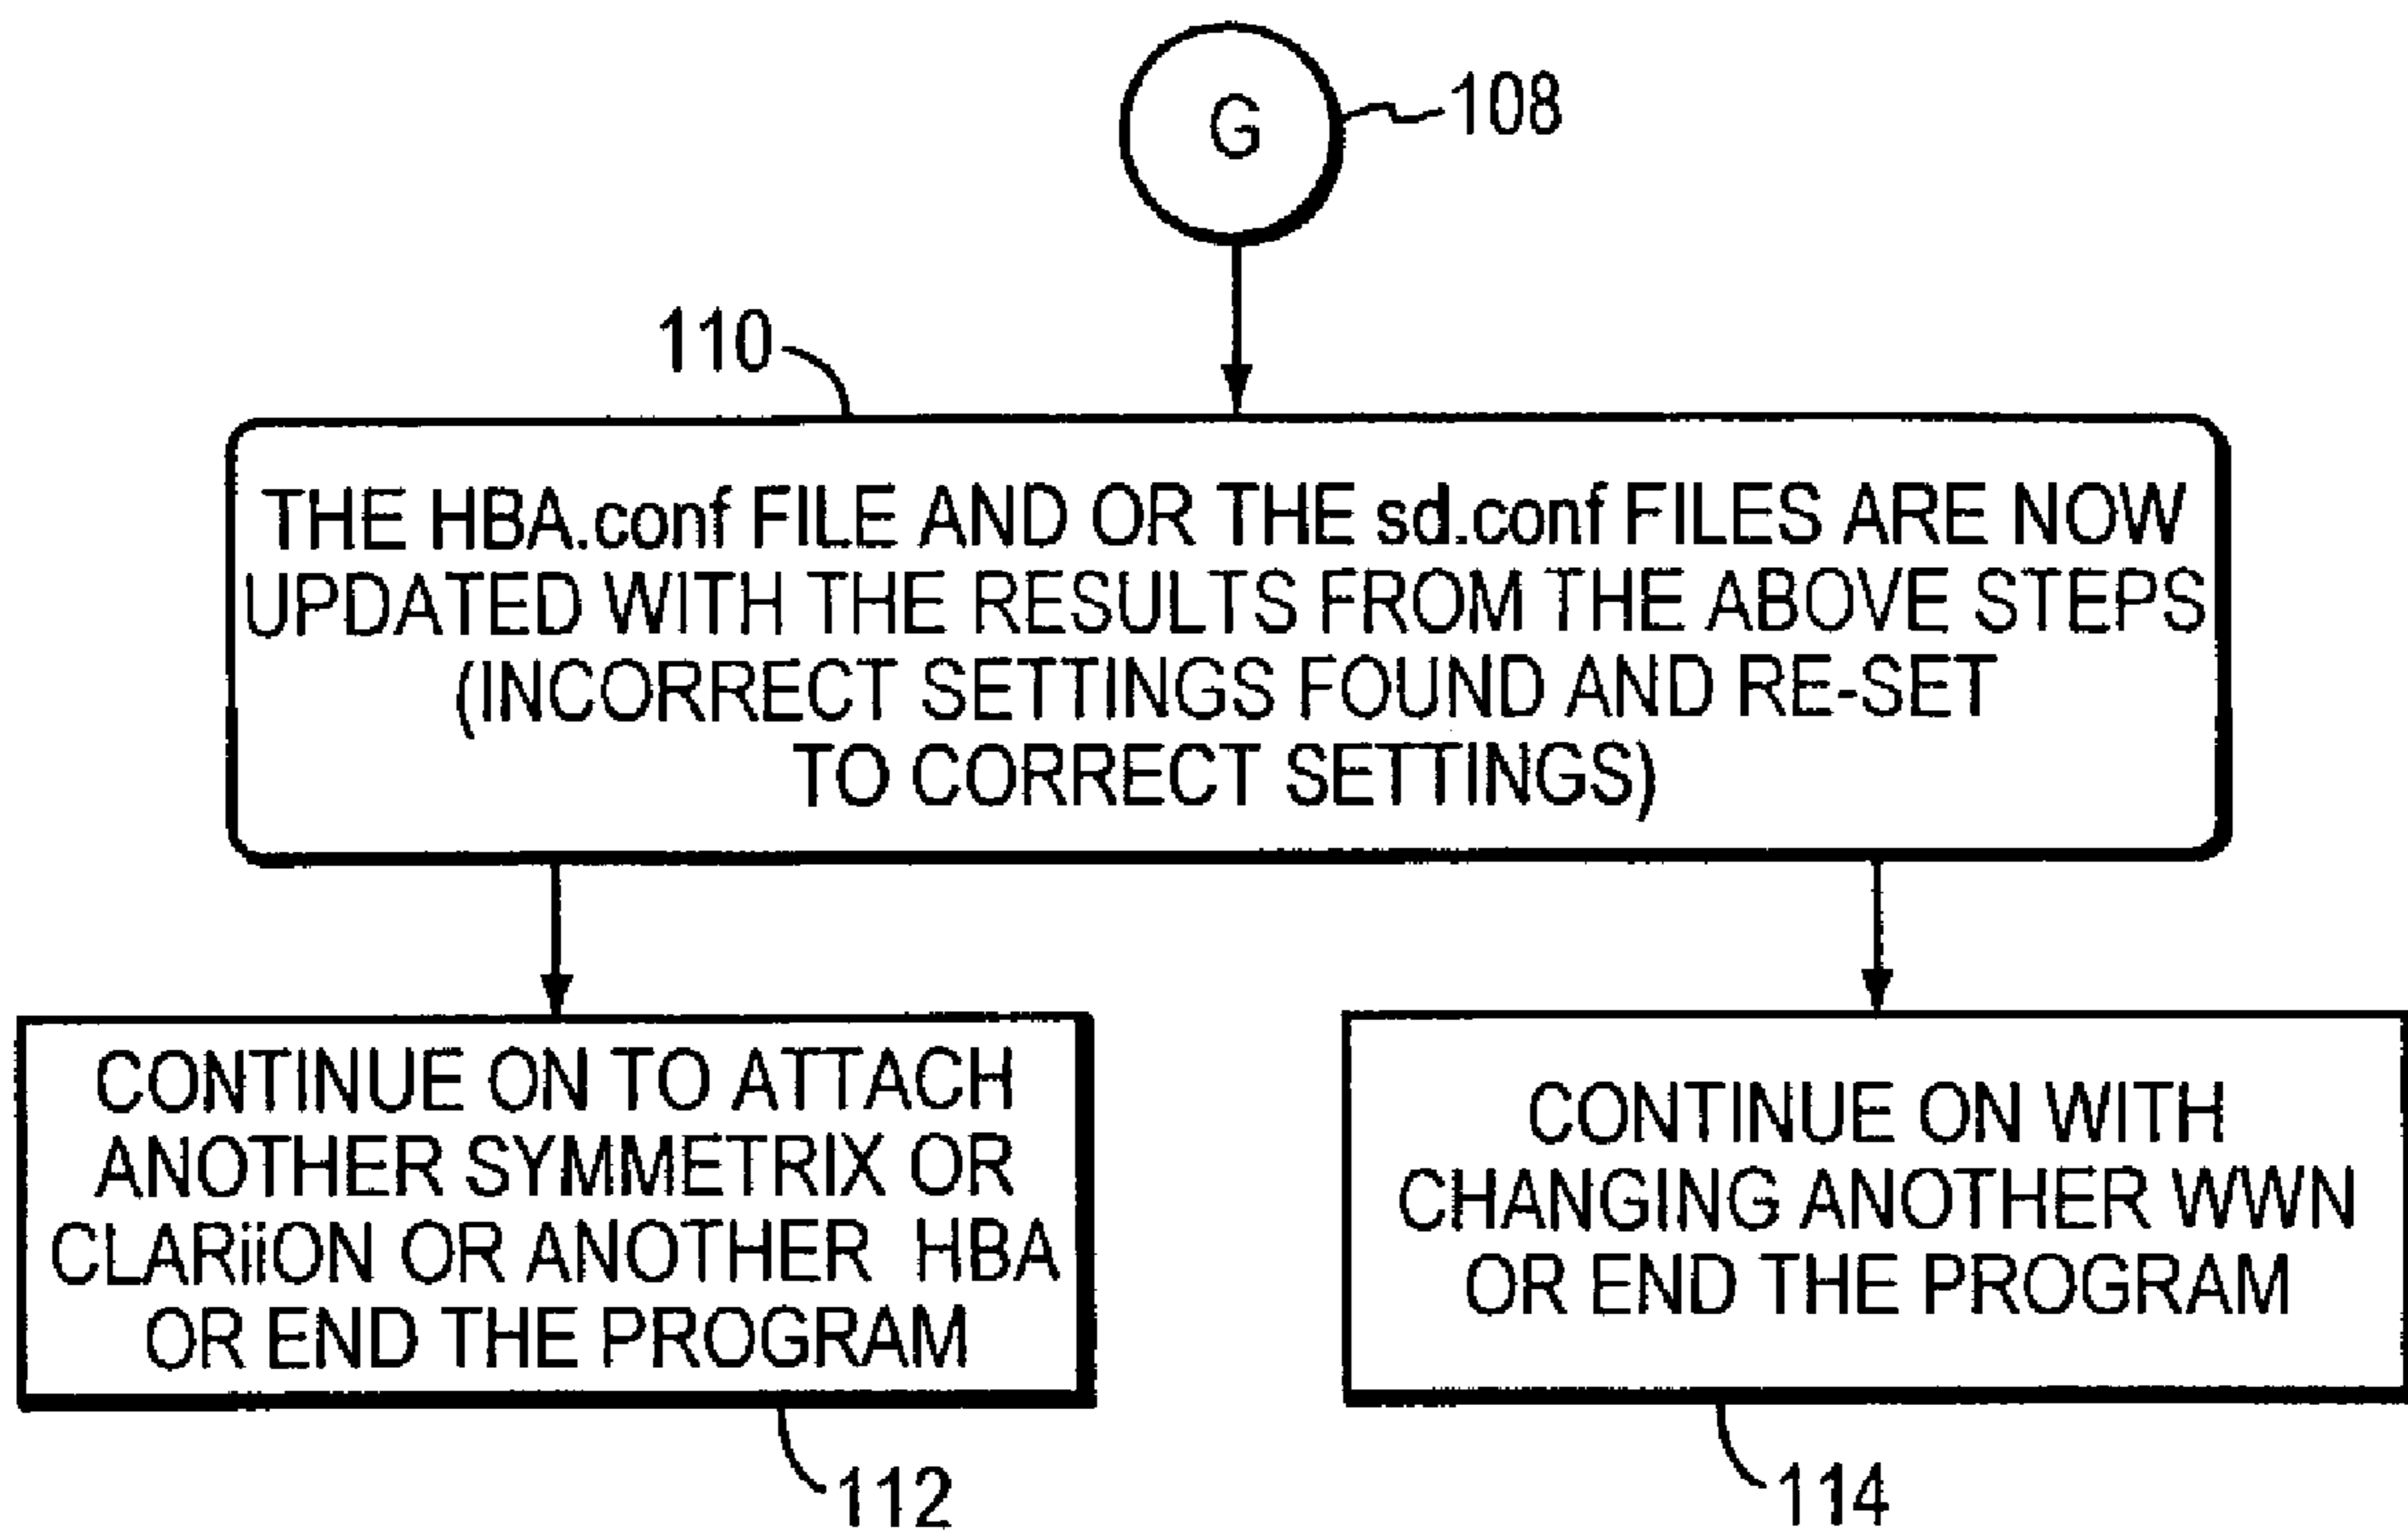 G
108
110
THE HBA.conf FILE AND OR THE sd.conf FILES ARE NOW
UPDATED WITH THE RESULTS FROM THE ABOVE STEPS
(INCORRECT SETTINGS FOUND AND RE-SET
TO CORRECT SETTINGS)
CONTINUE ON TO ATTACH
ANOTHER SYMMETRIX OR
CLARiiON OR ANOTHER HBA
OR END THE PROGRAM
112
CONTINUE ON WITH
CHANGING ANOTHER WWN
OR END THE PROGRAM
114